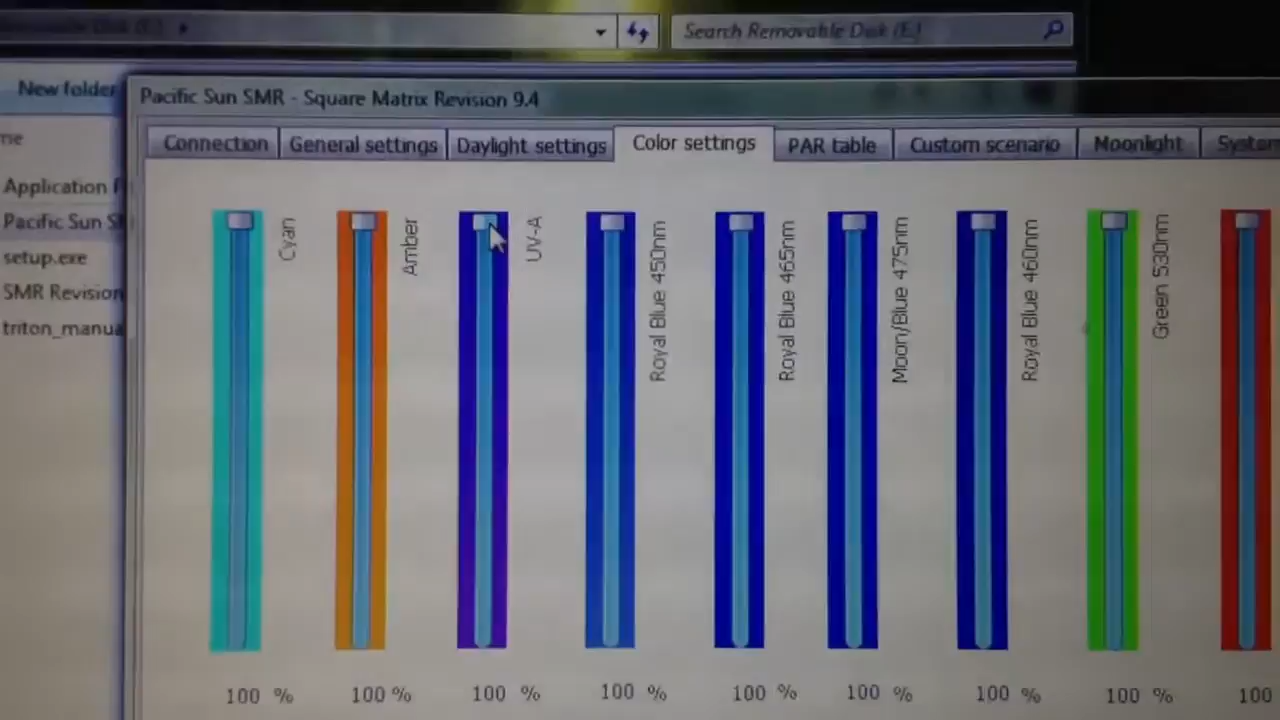 Search Removable Disk (E:)
New folder
Pacific Sun SMR - Square Matrix Revision 9.4
Connection General settings Daylight settings Color settings PAR table Custom scenario Moonlight System
me
Application F
Pacific Sun S
setup.exe
SMR Revision
triton_manua
Cyan
Amber
UV-A
Royal Blue 450nm
Royal Blue 465nm
Moon/Blue 475nm
Royal Blue 460nm
Green 530nm
100 % 100 % 100 % 100 % 100 % 100 % 100 % 100 % 100